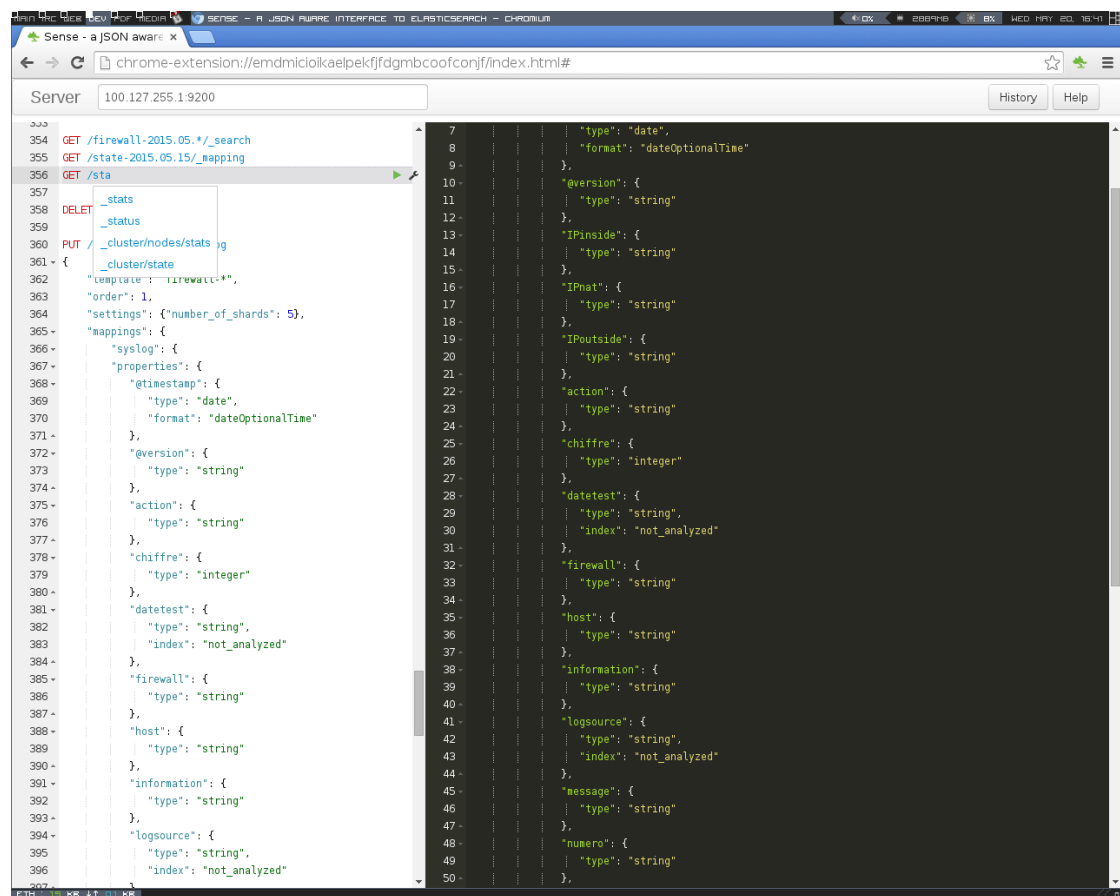 MAIN IRC WEB DEV PDF MEDIA SENSE - A JSON AWARE INTERFACE TO ELASTICSEARCH - CHROMIUM 0% 2889MB 8% WED MAY 20, 16:41
Sense - a JSON aware ×
chrome-extension://emdmicioikaelpekfjfdgmbcoofconjf/index.html#
Server 100.127.255.1:9200 History Help
353
354 GET /firewall-2015.05.*/_search
355 GET /state-2015.05.15/_mapping
356 GET /sta
357
_stats
358 DELET
_status
359
360 PUT /
_cluster/nodes/stats
og
361 {
_cluster/state
362 "template": "firewall-*",
363 "order": 1,
364 "settings": {"number_of_shards": 5},
365 "mappings": {
366 "syslog": {
367 "properties": {
368 "@timestamp": {
369 "type": "date",
370 "format": "dateOptionalTime"
371 },
372 "@version": {
373 "type": "string"
374 },
375 "action": {
376 "type": "string"
377 },
378 "chiffre": {
379 "type": "integer"
380 },
381 "datetest": {
382 "type": "string",
383 "index": "not_analyzed"
384 },
385 "firewall": {
386 "type": "string"
387 },
388 "host": {
389 "type": "string"
390 },
391 "information": {
392 "type": "string"
393 },
394 "logsource": {
395 "type": "string",
396 "index": "not_analyzed"
397 }
7 "type": "date",
8 "format": "dateOptionalTime"
9 },
10 "@version": {
11 "type": "string"
12 },
13 "IPinside": {
14 "type": "string"
15 },
16 "IPnat": {
17 "type": "string"
18 },
19 "IPoutside": {
20 "type": "string"
21 },
22 "action": {
23 "type": "string"
24 },
25 "chiffre": {
26 "type": "integer"
27 },
28 "datetest": {
29 "type": "string",
30 "index": "not_analyzed"
31 },
32 "firewall": {
33 "type": "string"
34 },
35 "host": {
36 "type": "string"
37 },
38 "information": {
39 "type": "string"
40 },
41 "logsource": {
42 "type": "string",
43 "index": "not_analyzed"
44 },
45 "message": {
46 "type": "string"
47 },
48 "numero": {
49 "type": "string"
50 },